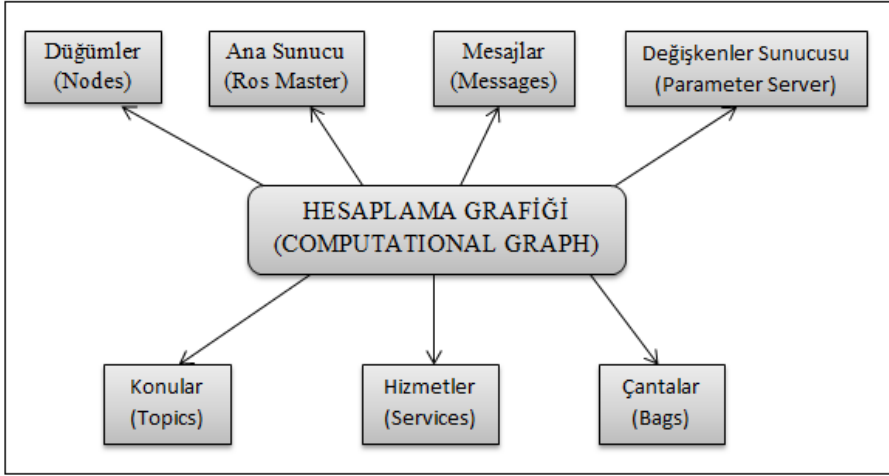 Düğümler
(Nodes)
Ana Sunucu
(Ros Master)
Mesajlar
(Messages)
Değişkenler Sunucusu
(Parameter Server)
HESAPLAMA GRAFİĞİ
(COMPUTATIONAL GRAPH)
Konular
(Topics)
Hizmetler
(Services)
Çantalar
(Bags)